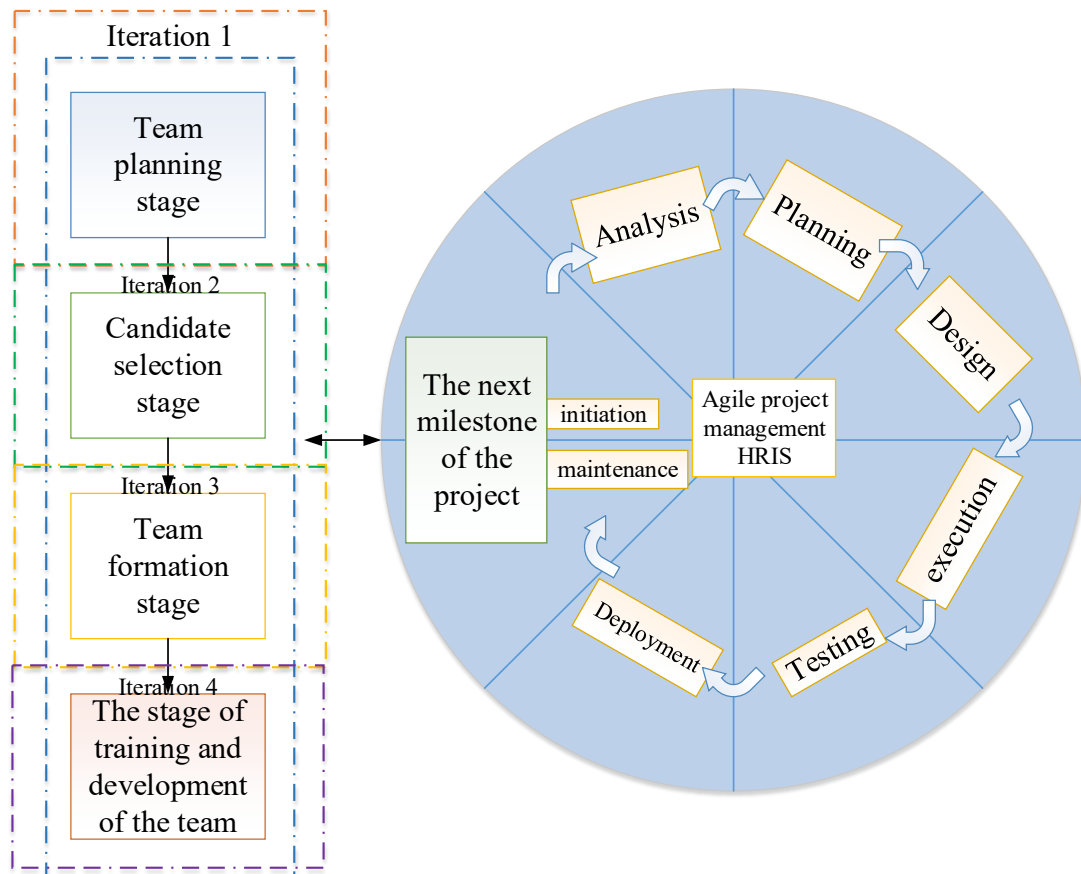 Iteration 1
Team
planning
stage
Iteration 2
Candidate
selection
stage
Iteration 3
Team
formation
stage
Iteration 4
The stage of
training and
development
of the team
Analysis
Planning
Design
execution
Testing
Deployment
The next
milestone
of the
project
initiation
maintenance
Agile project
management
HRIS